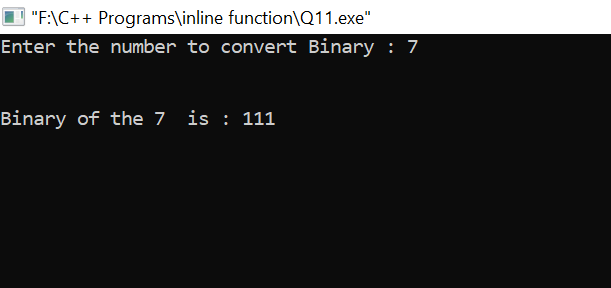 "F:\C++ Programs\inline function\Q11.exe"
Enter the number to convert Binary : 7
Binary of the 7  is : 111